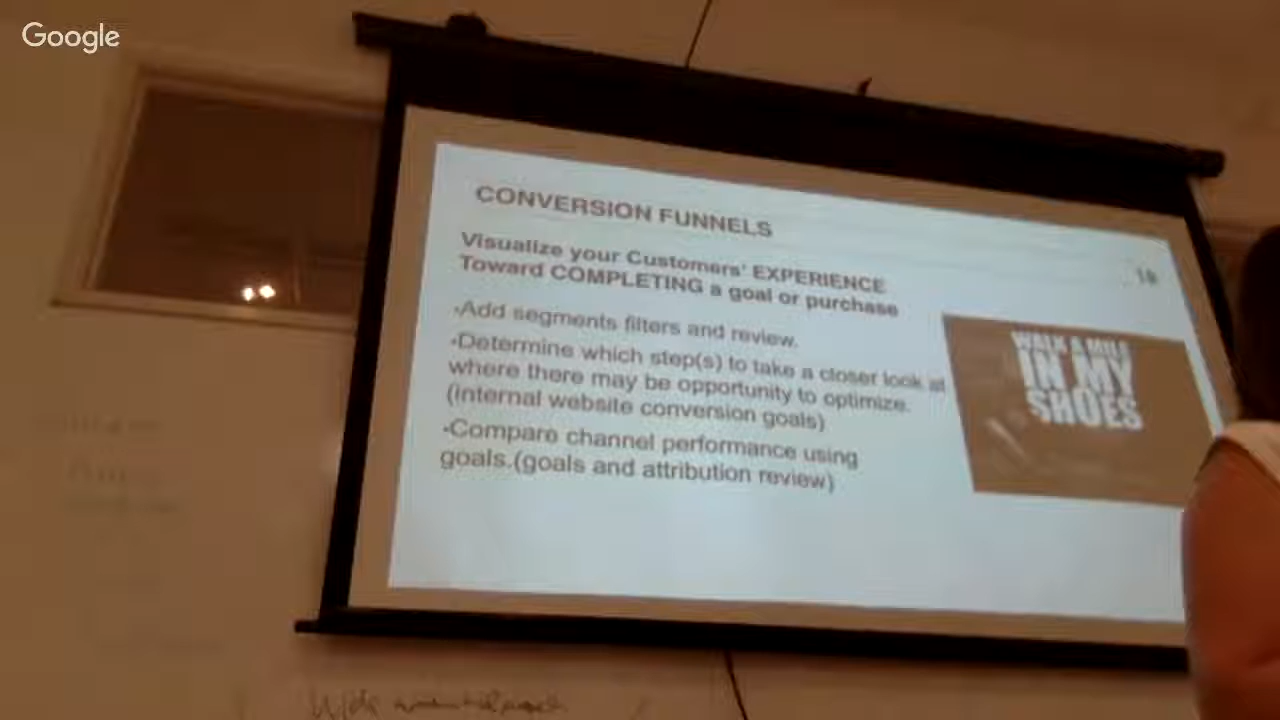 Google
CONVERSION FUNNELS
Visualize your Customers' EXPERIENCE
Toward COMPLETING a goal or purchase
18
•Add segments filters and review.
•Determine which step(s) to take a closer look at
where there may be opportunity to optimize.
(internal website conversion goals)
•Compare channel performance using
goals.(goals and attribution review)
WALK A MILE
IN MY
SHOES